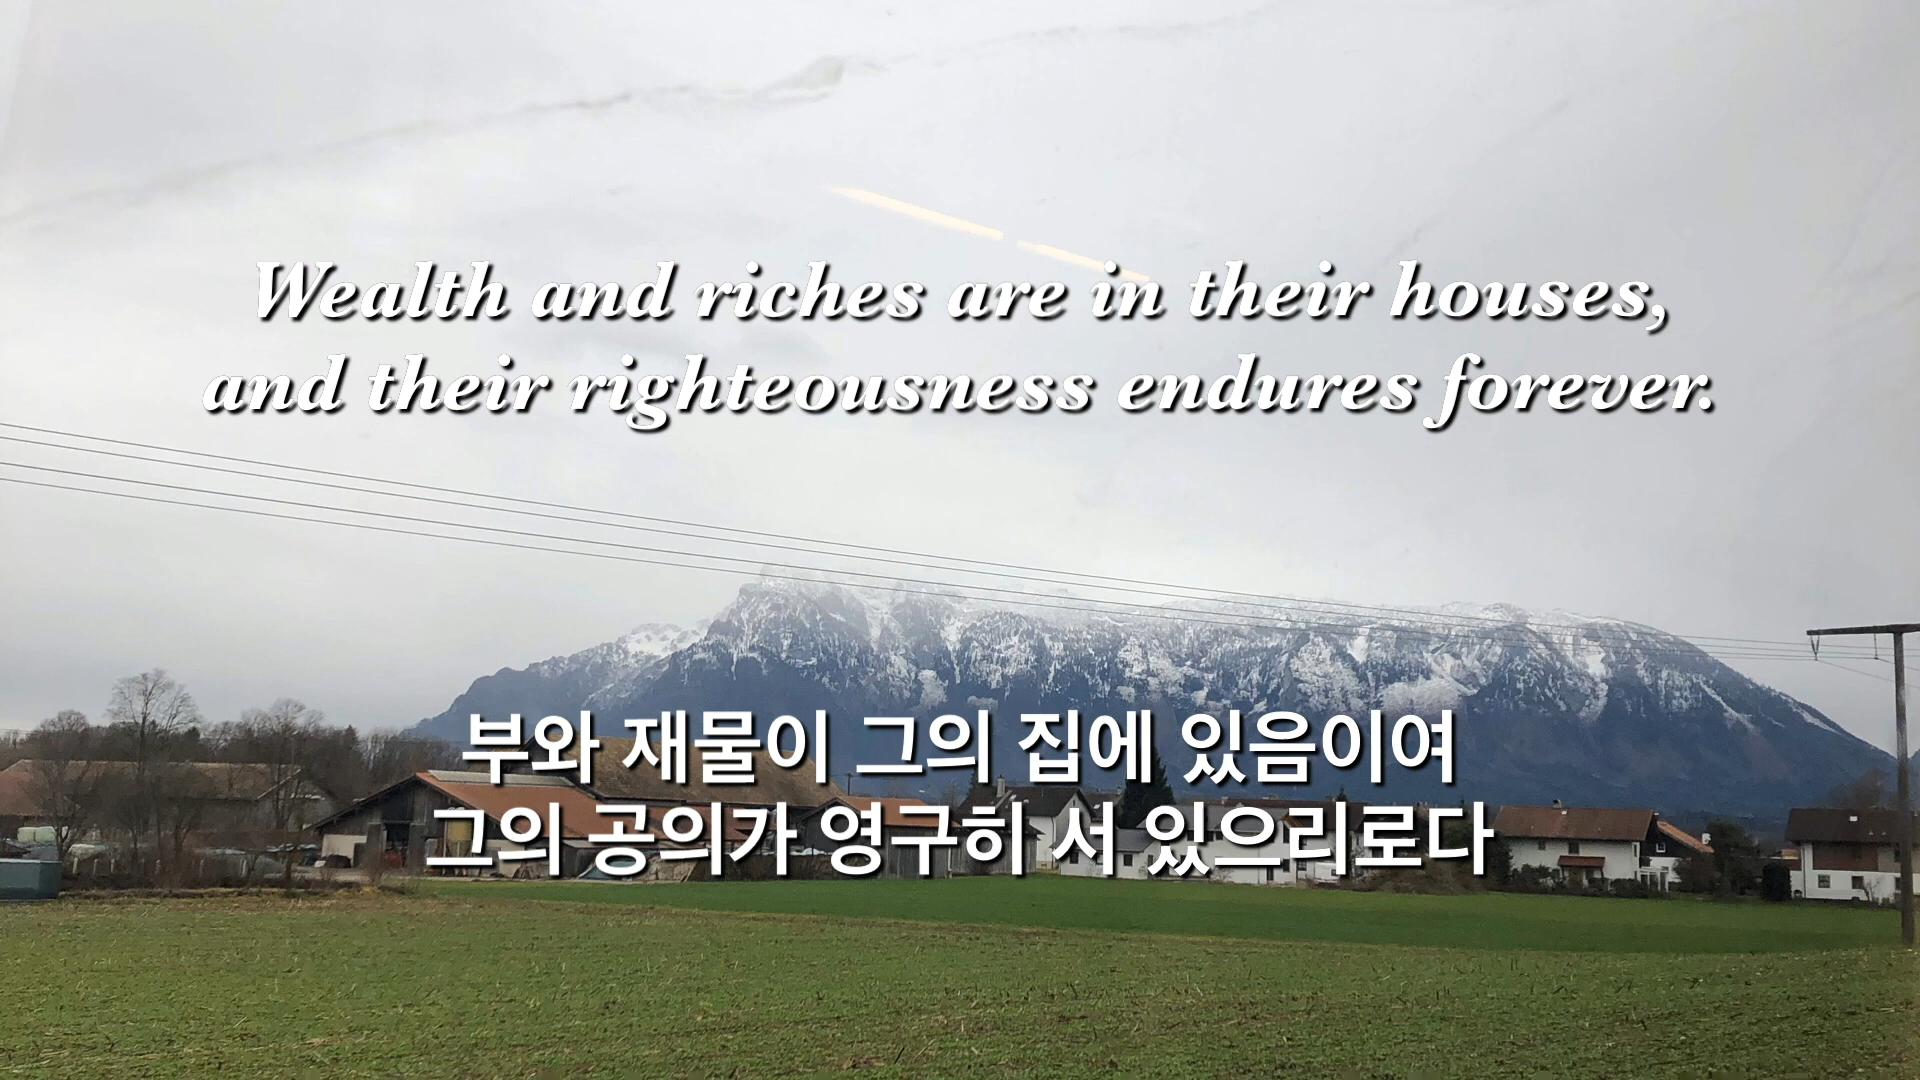 Wealth and riches are in their houses,
and their righteousness endures forever.
부와 재물이 그의 집에 있음이여
그의 공의가 영구히 서 있으리로다